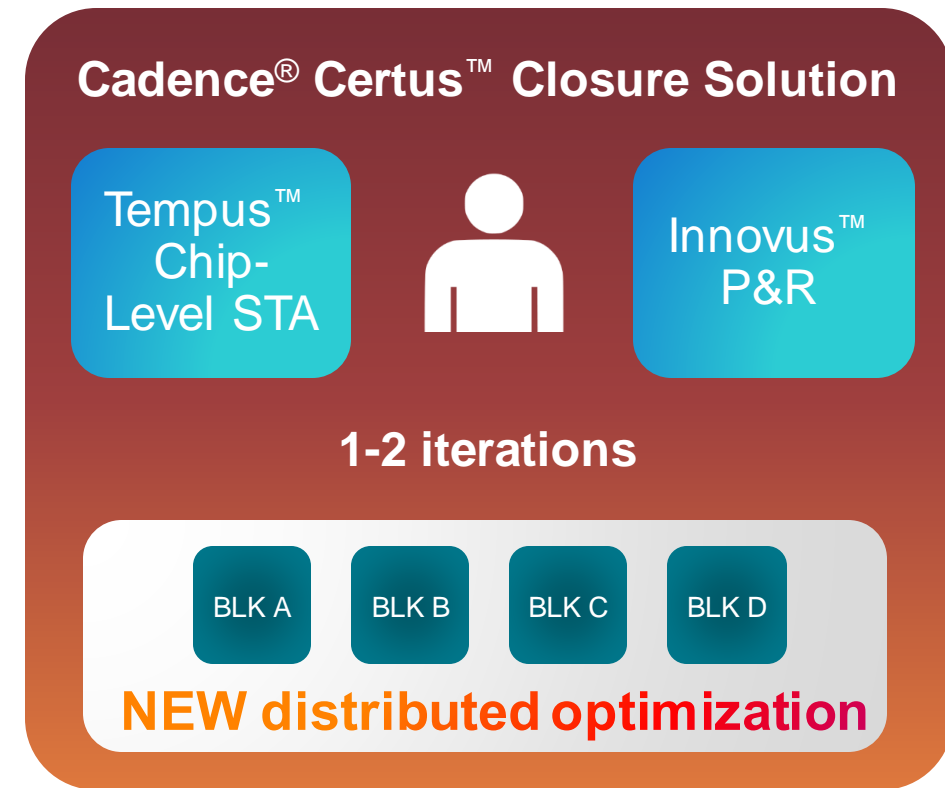 Cadence® Certus™ Closure Solution
Tempus™
Chip-
Level STA
Innovus™
P&R
1-2 iterations
BLK A
BLK B
BLK C
BLK D
NEW distributed optimization